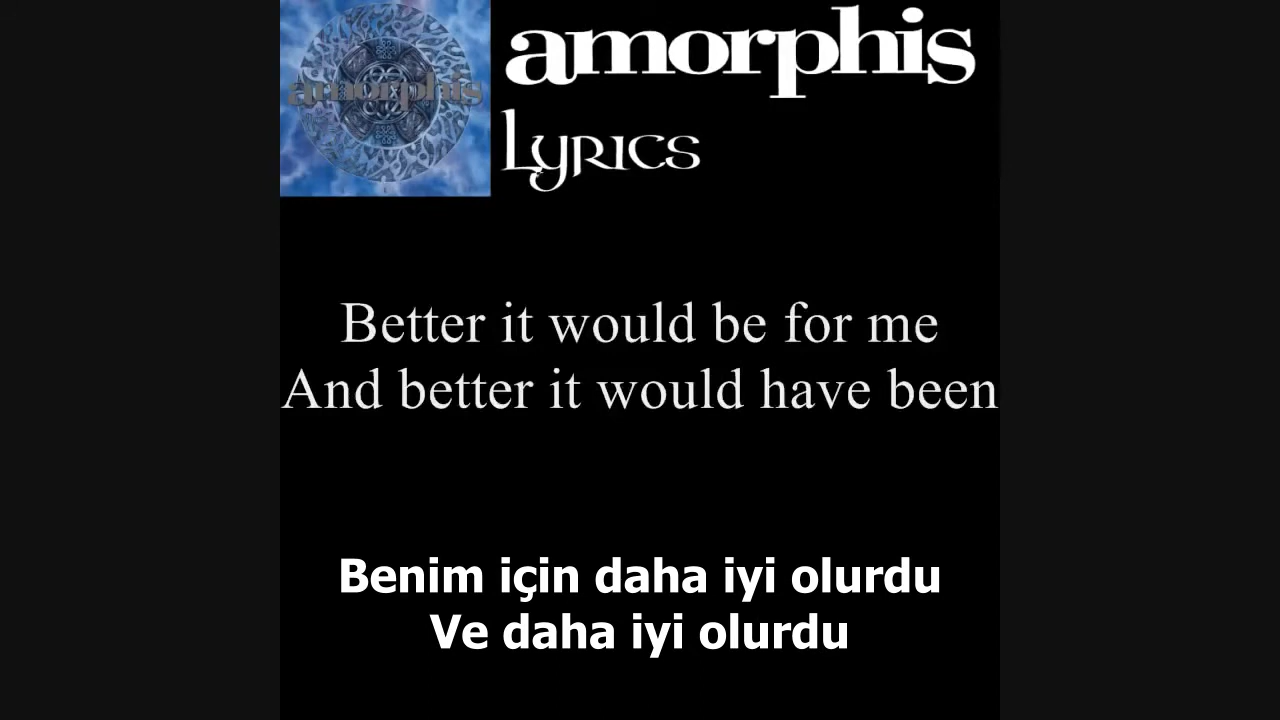 amorphis
amorphis
Lyrics
Better it would be for me
And better it would have been
Benim için daha iyi olurdu
Ve daha iyi olurdu